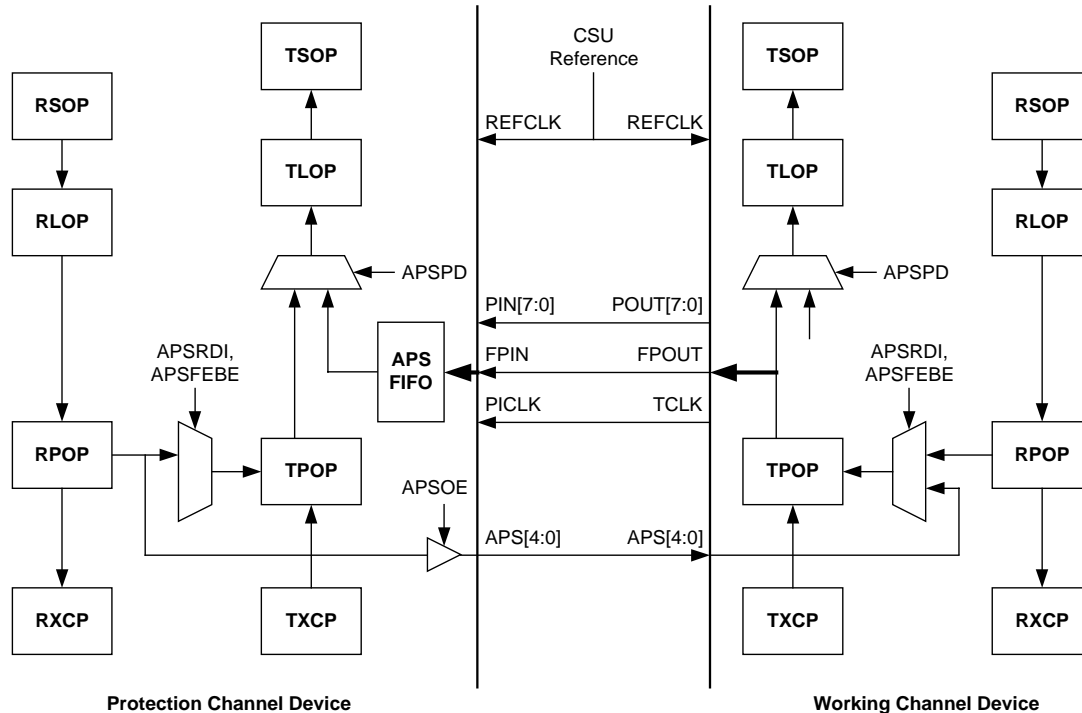 CSU
Reference
TSOP
TSOP
RSOP
RSOP
REFCLK
REFCLK
TLOP
TLOP
RLOP
RLOP
APSPD
APSPD
PIN[7:0]
POUT[7:0]
APS
FIFO
FPIN
FPOUT
APSRDI,
APSFEBE
APSRDI,
APSFEBE
PICLK
TCLK
RPOP
TPOP
TPOP
RPOP
APSOE
APS[4:0]
APS[4:0]
RXCP
TXCP
TXCP
RXCP
Protection Channel Device
Working Channel Device